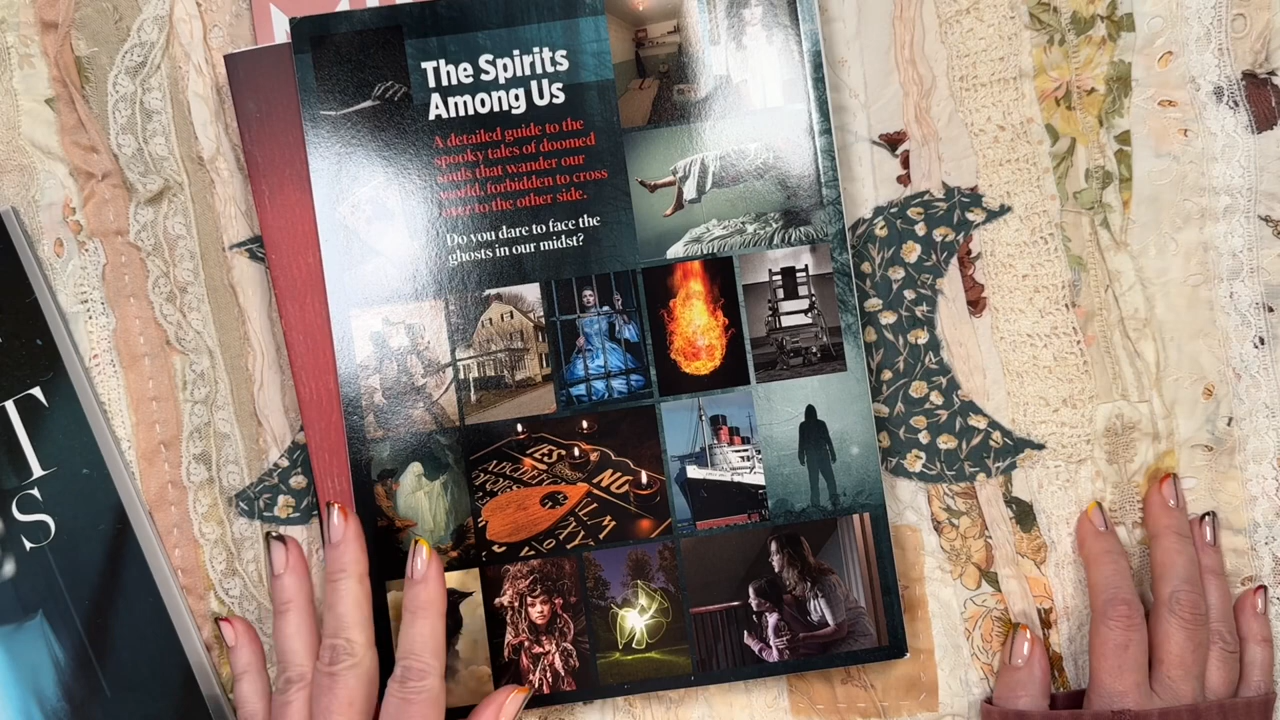 The Spirits
Among Us
A detailed guide to the
spooky tales of doomed
souls that wander our
world, forbidden to cross
over to the other side.
Do you dare to face the
ghosts in our midst?
YES
NO
T
S